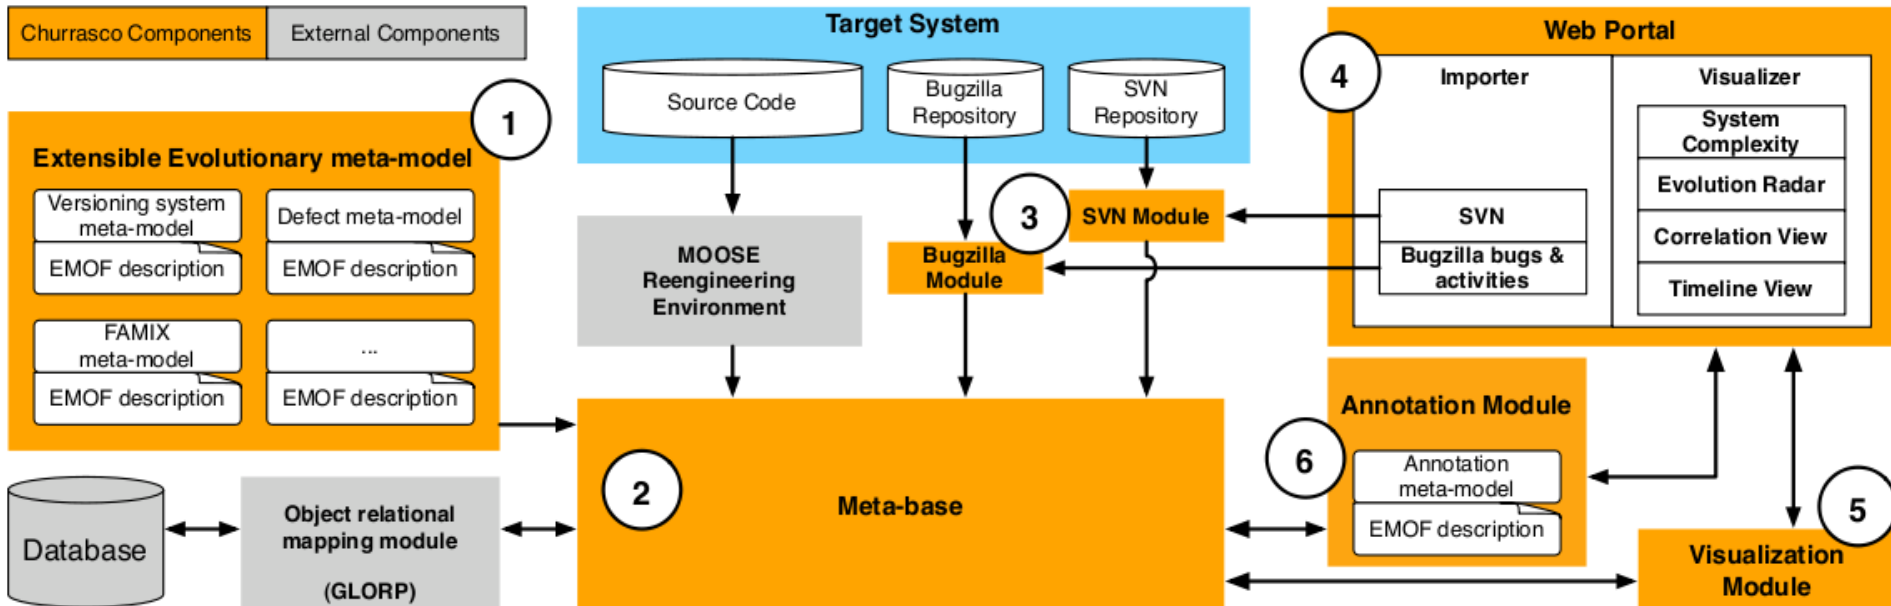 Churrasco Components
External Components
Extensible Evolutionary meta-model
1
Versioning system
meta-model
EMOF description
Defect meta-model
EMOF description
FAMIX
meta-model
EMOF description
...
EMOF description
Database
Object relational
mapping module
(GLORP)
Target System
Source Code
Bugzilla
Repository
SVN
Repository
MOOSE
Reengineering
Environment
3
Bugzilla
Module
SVN Module
2
Meta-base
Web Portal
4
Importer
SVN
Bugzilla bugs &
activities
Visualizer
System
Complexity
Evolution Radar
Correlation View
Timeline View
Annotation Module
6
Annotation
meta-model
EMOF description
5
Visualization
Module